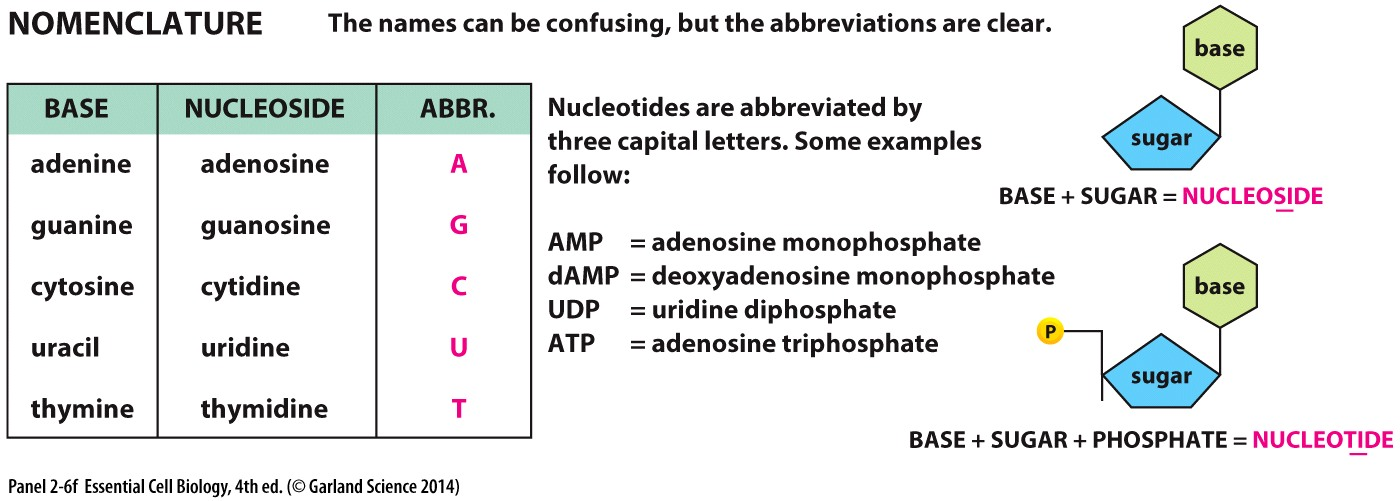 NOMENCLATURE The names can be confusing, but the abbreviations are clear.
BASE NUCLEOSIDE ABBR.
adenine adenosine A
guanine guanosine G
cytosine cytidine C
uracil uridine U
thymine thymidine T
Nucleotides are abbreviated by
three capital letters. Some examples
follow:
AMP = adenosine monophosphate
dAMP = deoxyadenosine monophosphate
UDP = uridine diphosphate
ATP = adenosine triphosphate
base
sugar
BASE + SUGAR = NUCLEOSIDE
base
P
sugar
BASE + SUGAR + PHOSPHATE = NUCLEOTIDE
Panel 2-6f Essential Cell Biology, 4th ed. (© Garland Science 2014)